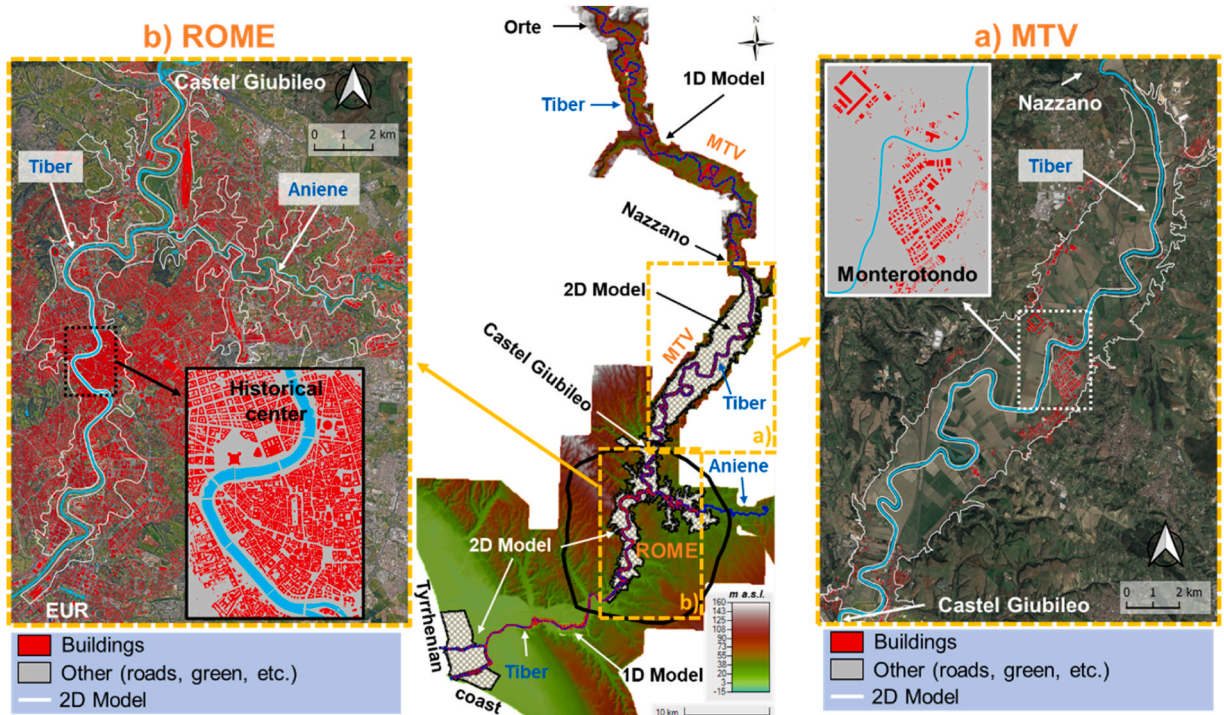 b) ROME
Castel Giubileo
0 1 2 km
Tiber
Aniene
Historical
center
EUR
Buildings
Other (roads, green, etc.)
2D Model
Orte
N
1D Model
Tiber
MTV
Nazzano
2D Model
MTV
Castel Giubileo
Tiber
a)
Aniene
2D Model
ROME
b)
Tyrrhenian
coast
Tiber
1D Model
m a.s.l.
160
143
128
108
90
73
55
38
20
3
-15
10 km
a) MTV
Nazzano
Tiber
Monterotondo
Castel Giubileo
0 1 2 km
Buildings
Other (roads, green, etc.)
2D Model